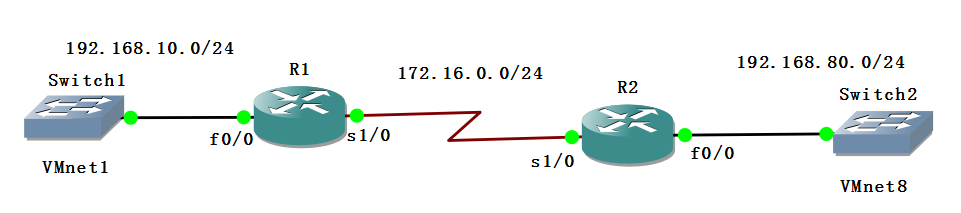 192.168.10.0/24
Switch1
R1
172.16.0.0/24
192.168.80.0/24
R2
Switch2
f0/0
s1/0
s1/0
f0/0
VMnet1
VMnet8